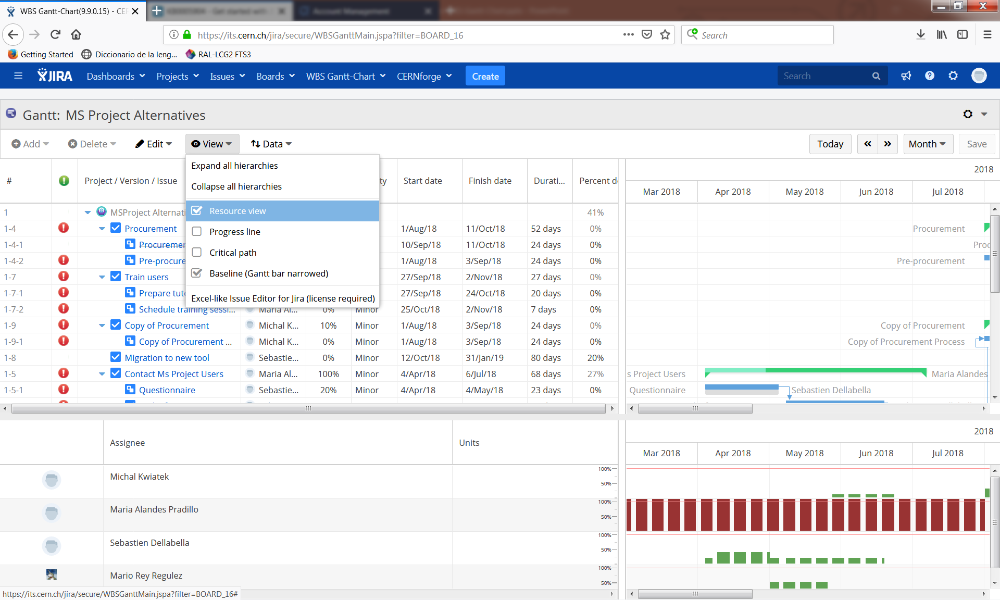 WBS Gantt-Chart(9.9.0.15) - CEF
Account Management
https://its.cern.ch/jira/secure/WBSGanttMain.jspa?filter=BOARD_16
Search
Getting Started
Diccionario de la leng...
RAL-LCG2 FTS3
JIRA Dashboards Projects Issues Boards WBS Gantt-Chart CERNforge Create Search
Gantt: MS Project Alternatives
Add Delete Edit View Data Today « » Month Save
Expand all hierarchies
Collapse all hierarchies
Resource view
Progress line
Critical path
Baseline (Gantt bar narrowed)
Excel-like Issue Editor for Jira (license required)
# Project / Version / Issue ty Start date Finish date Durati... Percent d
2018
Mar 2018 Apr 2018 May 2018 Jun 2018 Jul 2018
1 MSProject Alternati 41%
1-4 Procurement 1/Aug/18 11/Oct/18 52 days 0% Procurement
1-4-1 Procuremer 10/Sep/18 11/Oct/18 24 days 0% Proc
1-4-2 Pre-procure 1/Aug/18 3/Sep/18 24 days 0% Pre-procurement
1-7 Train users 27/Sep/18 2/Nov/18 27 days 0%
1-7-1 Prepare tut 27/Sep/18 24/Oct/18 20 days 0%
1-7-2 Schedule training sessi... Maria Al... 0% Minor 25/Oct/18 2/Nov/18 7 days 0%
1-9 Copy of Procurement Michal K... 10% Minor 1/Aug/18 3/Sep/18 24 days 0% Copy of Procurement
1-9-1 Copy of Procurement ... Michal K... 0% Minor 1/Aug/18 3/Sep/18 24 days 0% Copy of Procurement Process
1-8 Migration to new tool Sebastie... 0% Minor 12/Oct/18 31/Jan/19 80 days 20%
1-5 Contact Ms Project Users Maria Al... 100% Minor 4/Apr/18 6/Jul/18 68 days 27% s Project Users Maria Alandes
1-5-1 Questionnaire Sebastie... 20% Minor 4/Apr/18 4/May/18 23 days 0% Questionnaire Sebastien Dellabella
2018
Assignee Units
Mar 2018 Apr 2018 May 2018 Jun 2018 Jul 2018
Michal Kwiatek 100% 50%
Maria Alandes Pradillo 100% 50%
Sebastien Dellabella 100% 50%
Mario Rey Regulez 100% 50%
https://its.cern.ch/jira/secure/WBSGanttMain.jspa?filter=BOARD_16#